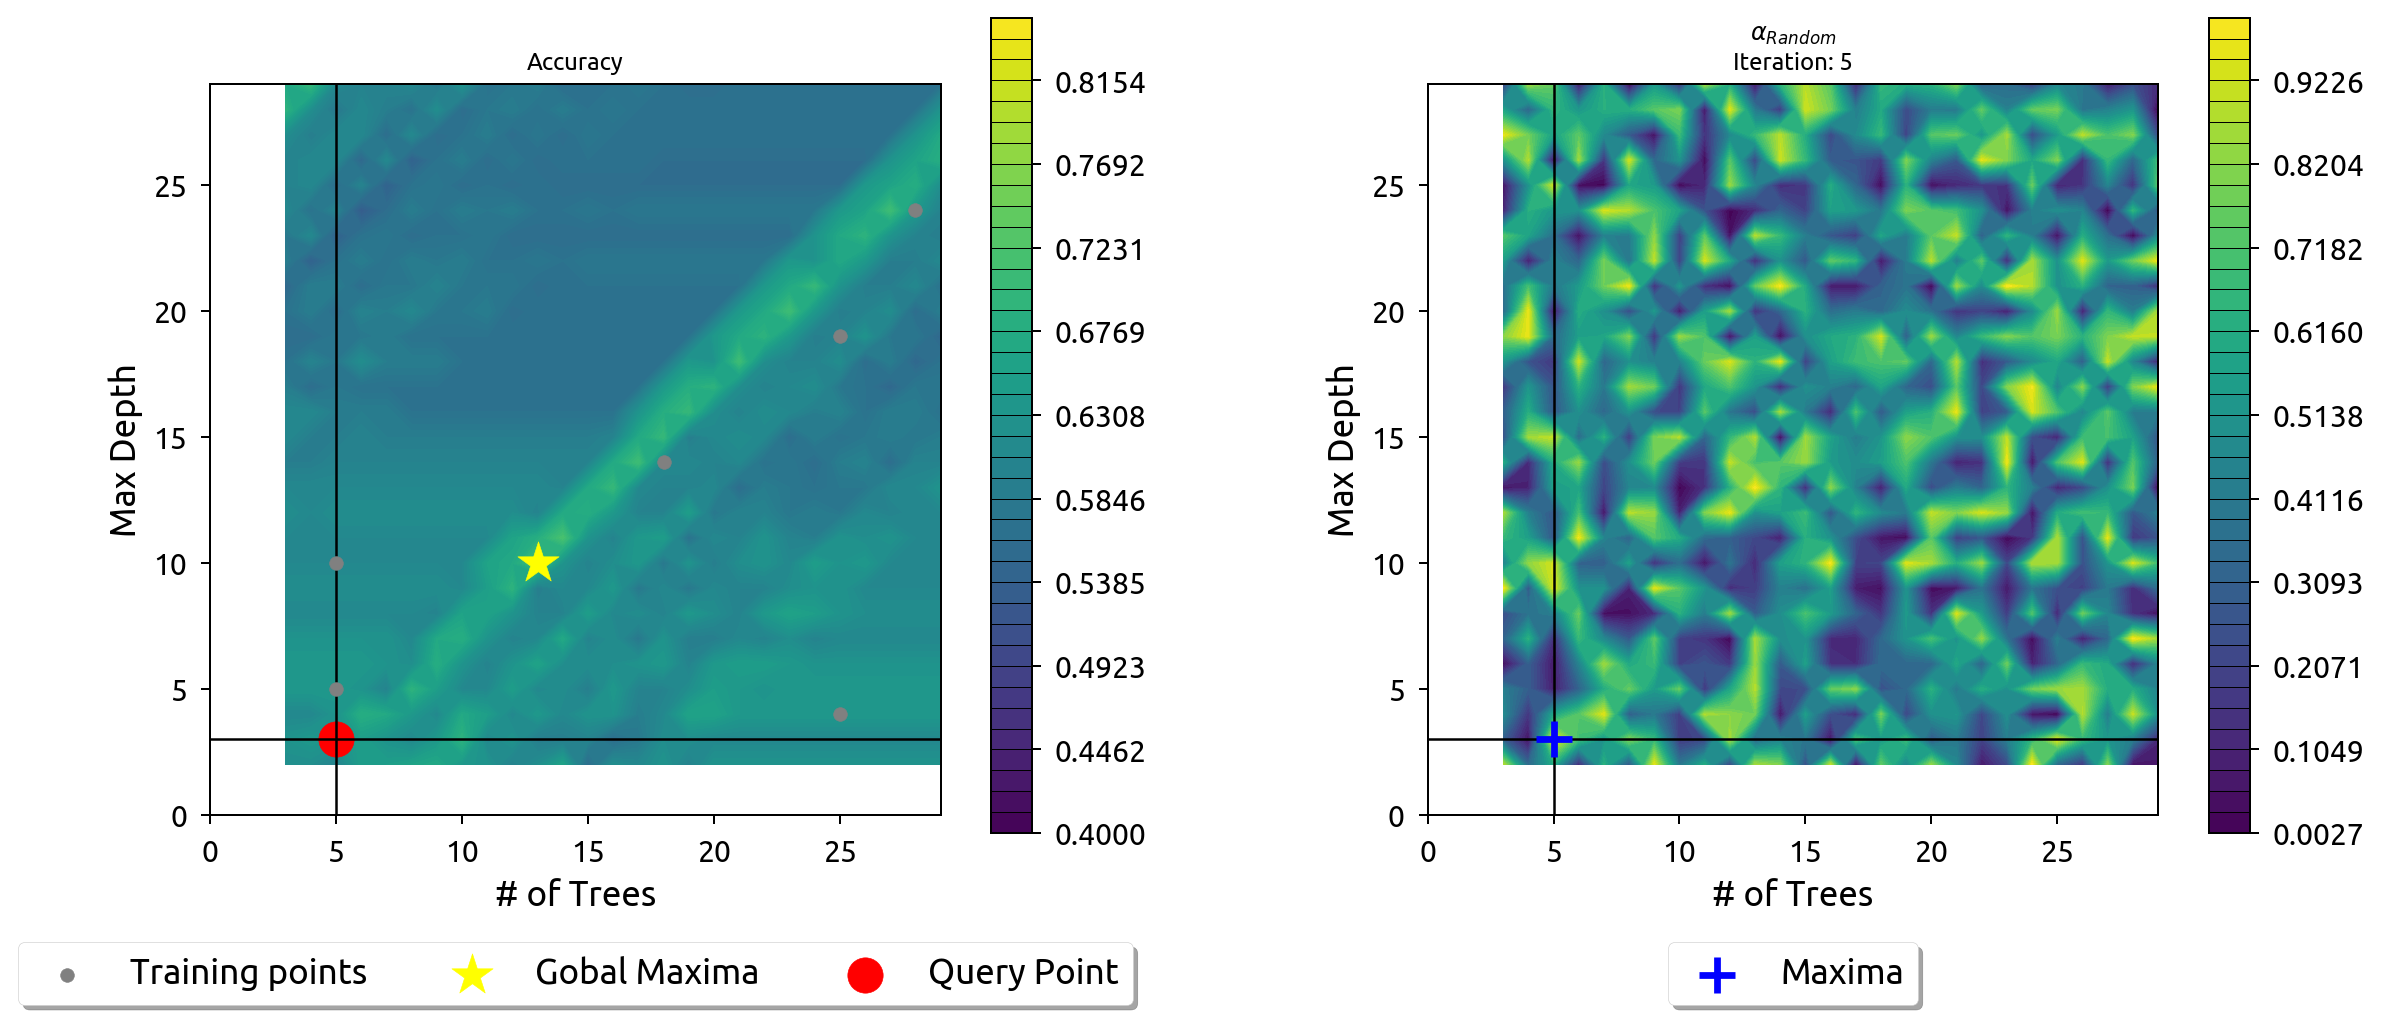 Accuracy
0.8154
0.7692
0.7231
0.6769
0.6308
0.5846
0.5385
0.4923
0.4462
0.4000
25
20
15
10
5
0
Max Depth
0 5 10 15 20 25
# of Trees
Training points Gobal Maxima Query Point
αRandom
Iteration: 5
0.9226
0.8204
0.7182
0.6160
0.5138
0.4116
0.3093
0.2071
0.1049
0.0027
25
20
15
10
5
0
Max Depth
0 5 10 15 20 25
# of Trees
Maxima